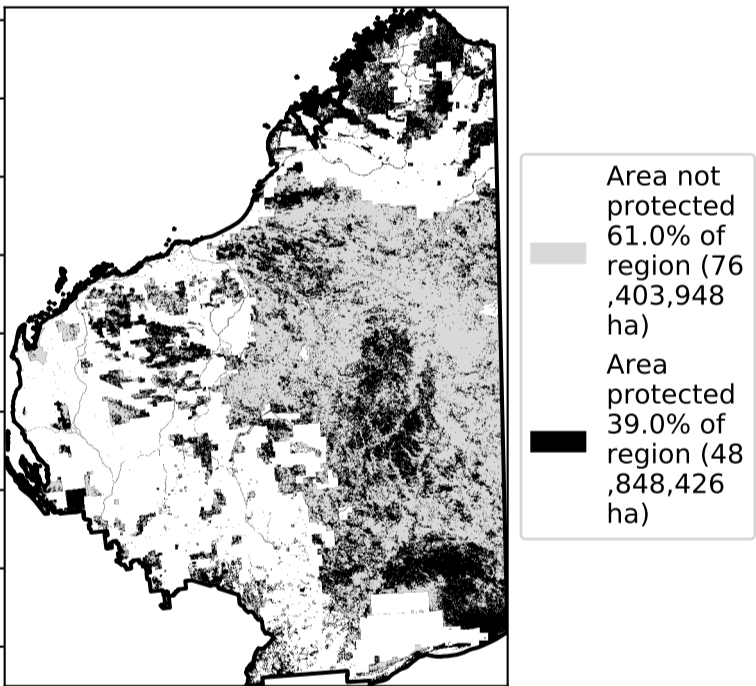 Area not
protected
61.0% of
region (76
,403,948
ha)
Area
protected
39.0% of
region (48
,848,426
ha)